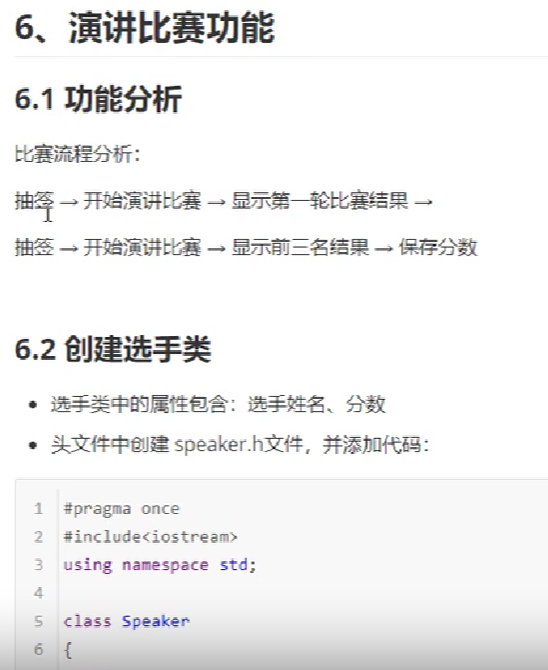 6、演讲比赛功能
6.1 功能分析
比赛流程分析：
抽签 → 开始演讲比赛 → 显示第一轮比赛结果 →
抽签 → 开始演讲比赛 → 显示前三名结果 → 保存分数
6.2 创建选手类
• 选手类中的属性包含：选手姓名、分数
• 头文件中创建 speaker.h文件，并添加代码：
1 #pragma once
2 #include<iostream>
3 using namespace std;
4
5 class Speaker
6 {